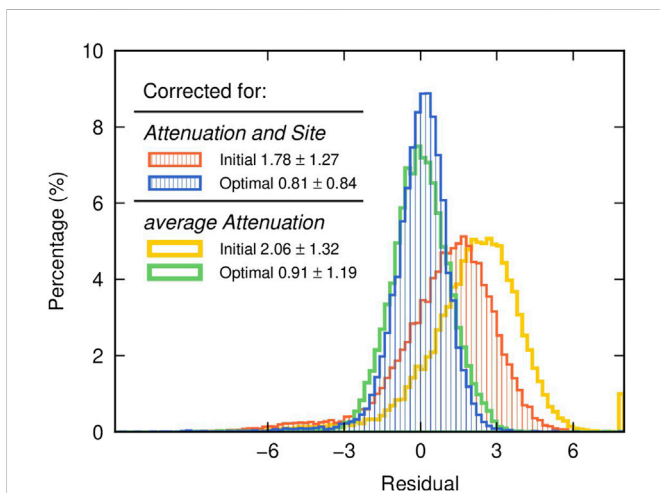 10
8
6
4
2
0
Percentage (%)
Corrected for:
Attenuation and Site
Initial 1.78 ± 1.27
Optimal 0.81 ± 0.84
average Attenuation
Initial 2.06 ± 1.32
Optimal 0.91 ± 1.19
−6 −3 0 3 6
Residual